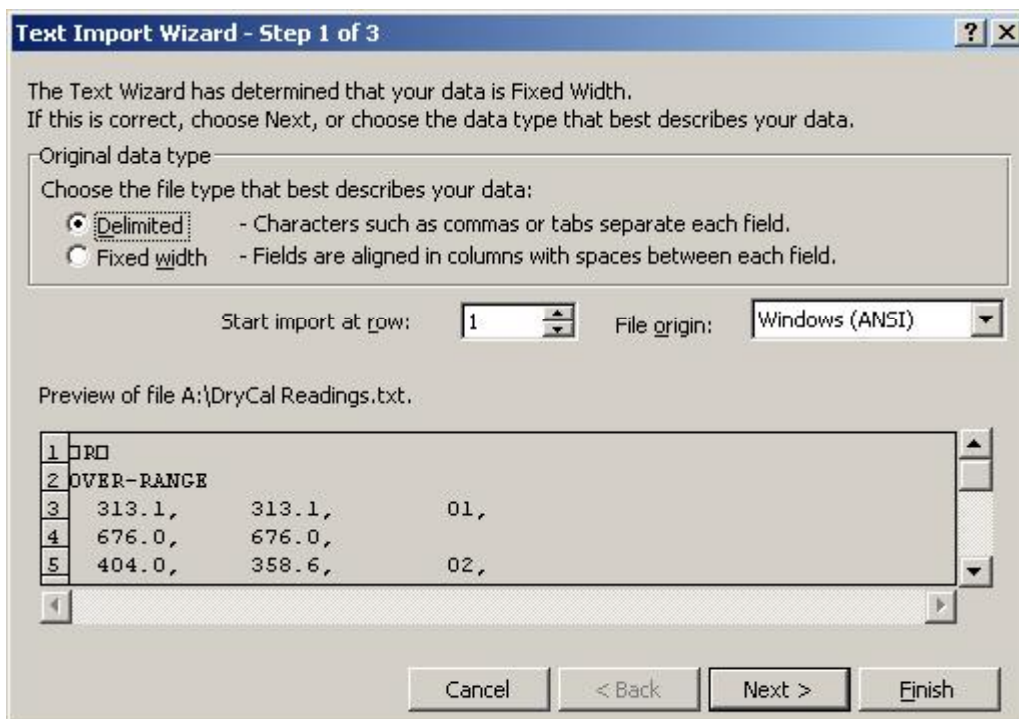 Text Import Wizard - Step 1 of 3
The Text Wizard has determined that your data is Fixed Width.
If this is correct, choose Next, or choose the data type that best describes your data.
Original data type
Choose the file type that best describes your data:
Delimited - Characters such as commas or tabs separate each field.
Fixed width - Fields are aligned in columns with spaces between each field.
Start import at row: 1 File origin: Windows (ANSI)
Preview of file A:\DryCal Readings.txt.
1 □R□
2 OVER-RANGE
3 313.1, 313.1, 01,
4 676.0, 676.0,
5 404.0, 358.6, 02,
Cancel < Back Next > Finish